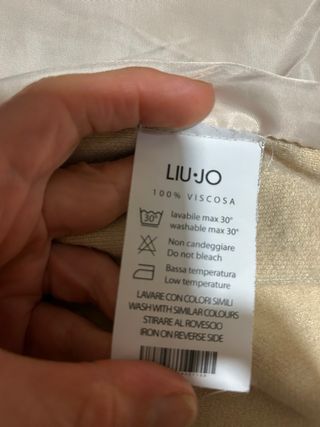 LIU·JO
100% VISCOSA
30° lavabile max 30°
washable max 30°
Non candeggiare
Do not bleach
Bassa temperatura
Low temperature
LAVARE CON COLORI SIMILI
WASH WITH SIMILAR COLOURS
STIRARE AL ROVESCIO
IRON ON REVERSE SIDE